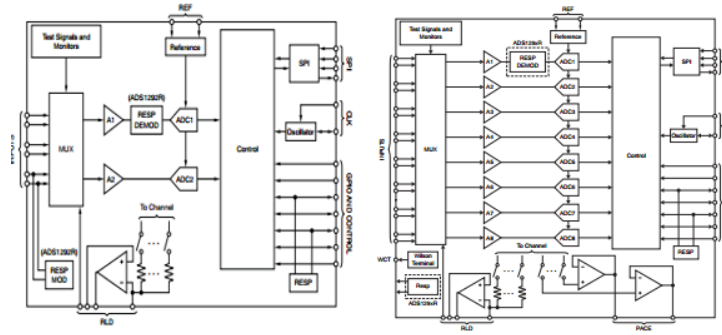 REF
Test Signals and
Monitors
Reference
SPI
SPI
CLK
Oscillator
(ADS1292R)
A1
RESP
DEMOD
ADC1
MUX
Control
A2
ADC2
GPIO AND CONTROL
To Channel
(ADS1292R)
RESP
MOD
RESP
RLD
REF
Test Signals and
Monitors
Reference
ADS129xR
A1
RESP
DEMOD
ADC1
SPI
A2
ADC2
A3
ADC3
Oscillator
A4
ADC4
INPUTS
MUX
Control
A5
ADC5
A6
ADC6
A7
ADC7
A8
ADC8
RESP
To Channel
WCT
Wilson
Terminal
Resp
ADS129xR
RLD
PACE